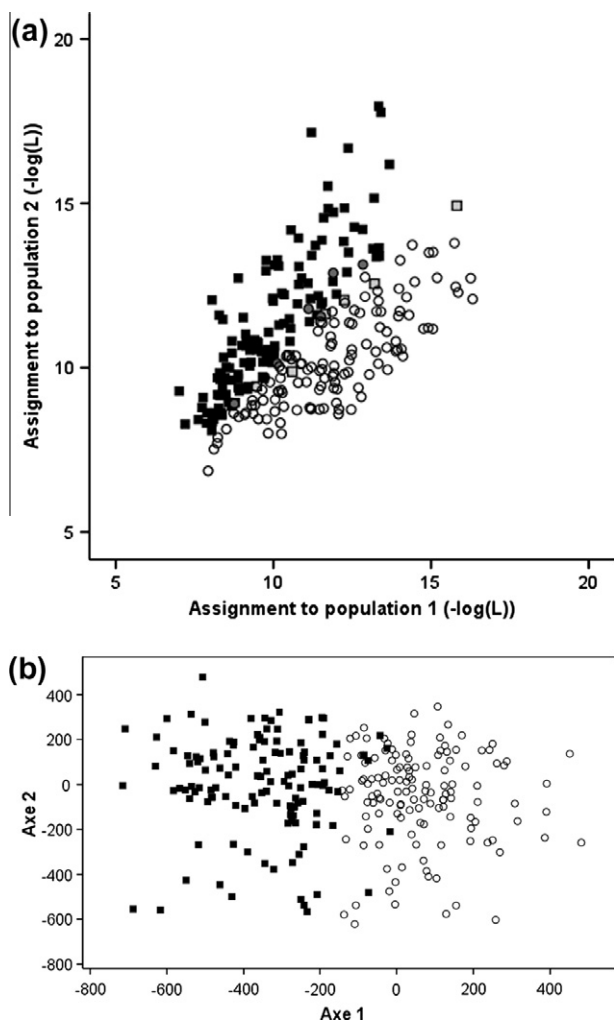 (a)
20
15
10
5
Assignment to population 2 (-log(L))
5 10 15 20
Assignment to population 1 (-log(L))
(b)
400
200
0
-200
-400
-600
-800
Axe 2
-800 -600 -400 -200 0 200 400
Axe 1